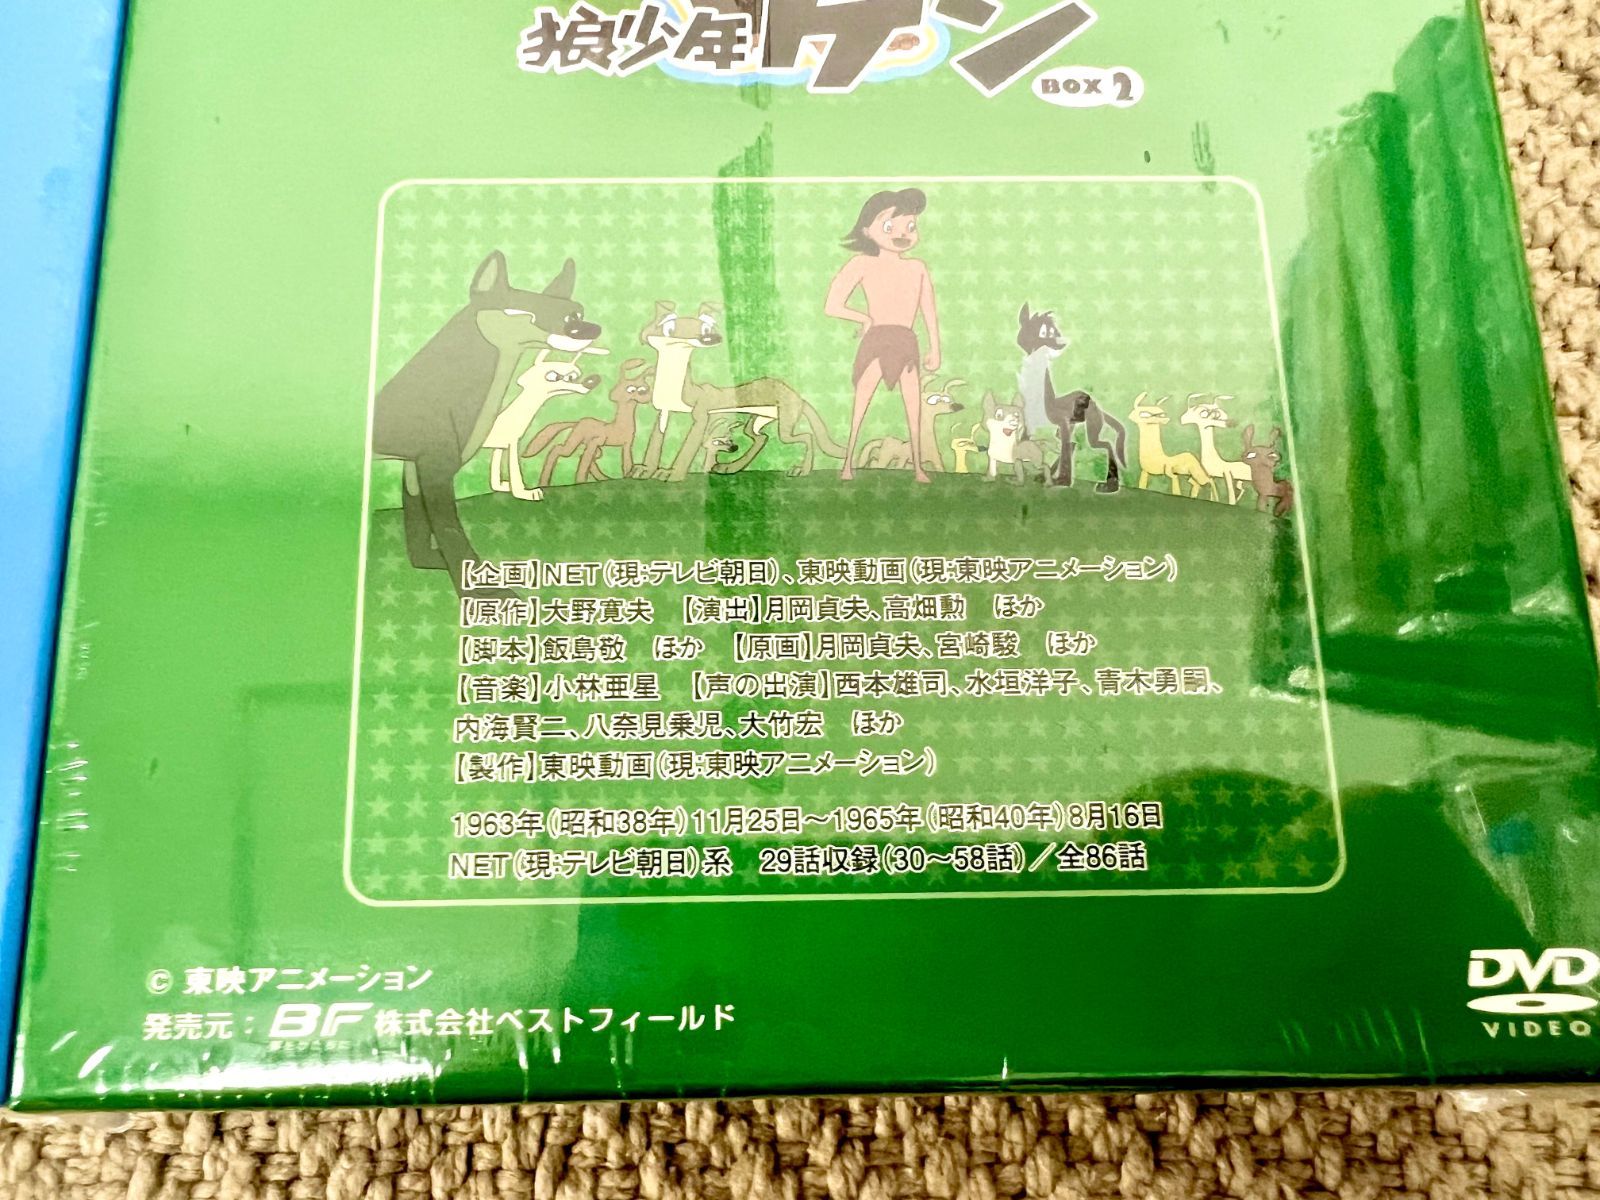 狼少年ケン
BOX 2
【企画】NET(現:テレビ朝日)、東映動画(現:東映アニメーション)
【原作】大野寛夫 【演出】月岡貞夫、高畑勲 ほか
【脚本】飯島敬 ほか 【原画】月岡貞夫、宮崎駿 ほか
【音楽】小林亜星 【声の出演】西本雄司、水垣洋子、青木勇嗣、
内海賢二、八奈見乗児、大竹宏 ほか
【製作】東映動画(現:東映アニメーション)
1963年(昭和38年)11月25日〜1965年(昭和40年)8月16日
NET(現:テレビ朝日)系 29話収録(30〜58話)/全86話
© 東映アニメーション
発売元: BF 株式会社ベストフィールド
DVD
VIDEO